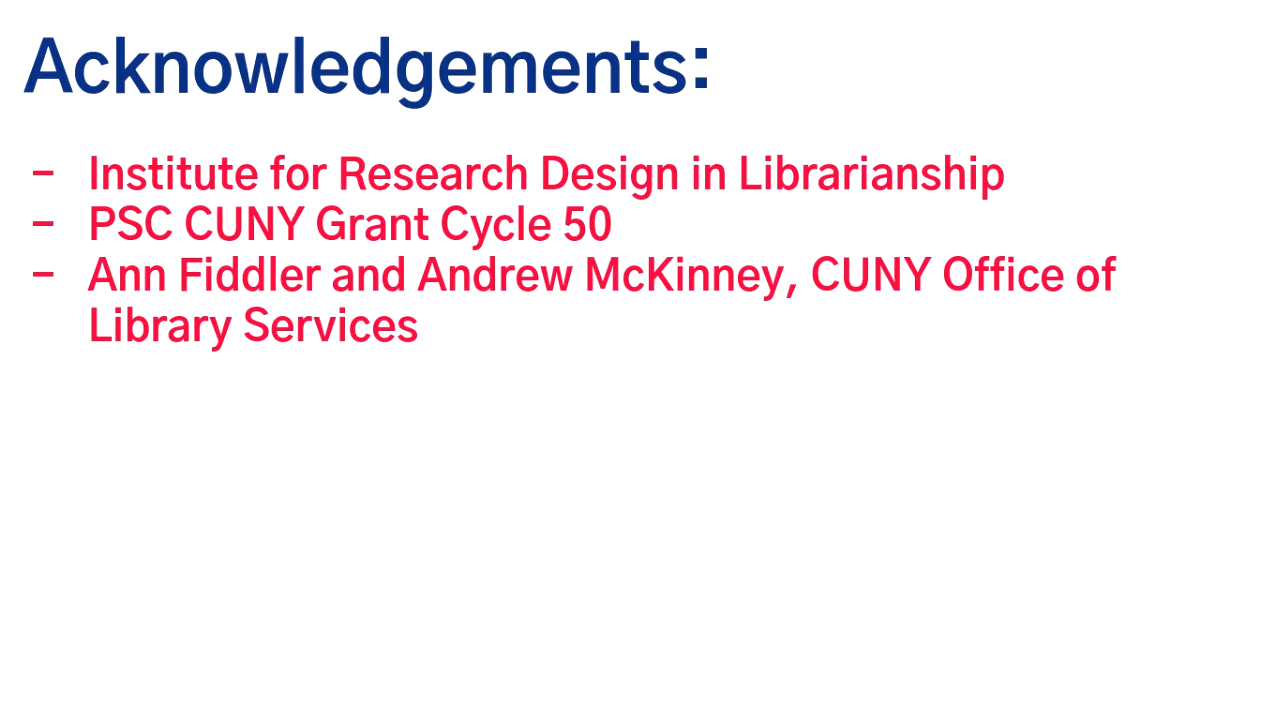 Acknowledgements:
- Institute for Research Design in Librarianship
- PSC CUNY Grant Cycle 50
- Ann Fiddler and Andrew McKinney, CUNY Office of
Library Services